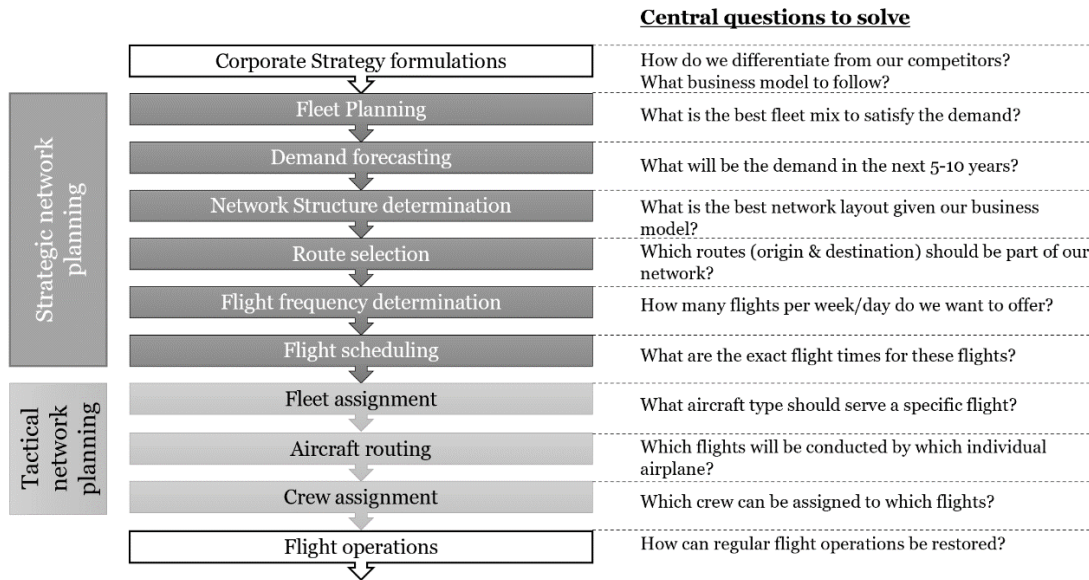 Central questions to solve
Corporate Strategy formulations
How do we differentiate from our competitors?
What business model to follow?
Strategic network
planning
Fleet Planning
What is the best fleet mix to satisfy the demand?
Demand forecasting
What will be the demand in the next 5-10 years?
Network Structure determination
What is the best network layout given our business
model?
Route selection
Which routes (origin & destination) should be part of our
network?
Flight frequency determination
How many flights per week/day do we want to offer?
Flight scheduling
What are the exact flight times for these flights?
Tactical
network
planning
Fleet assignment
What aircraft type should serve a specific flight?
Aircraft routing
Which flights will be conducted by which individual
airplane?
Crew assignment
Which crew can be assigned to which flights?
Flight operations
How can regular flight operations be restored?